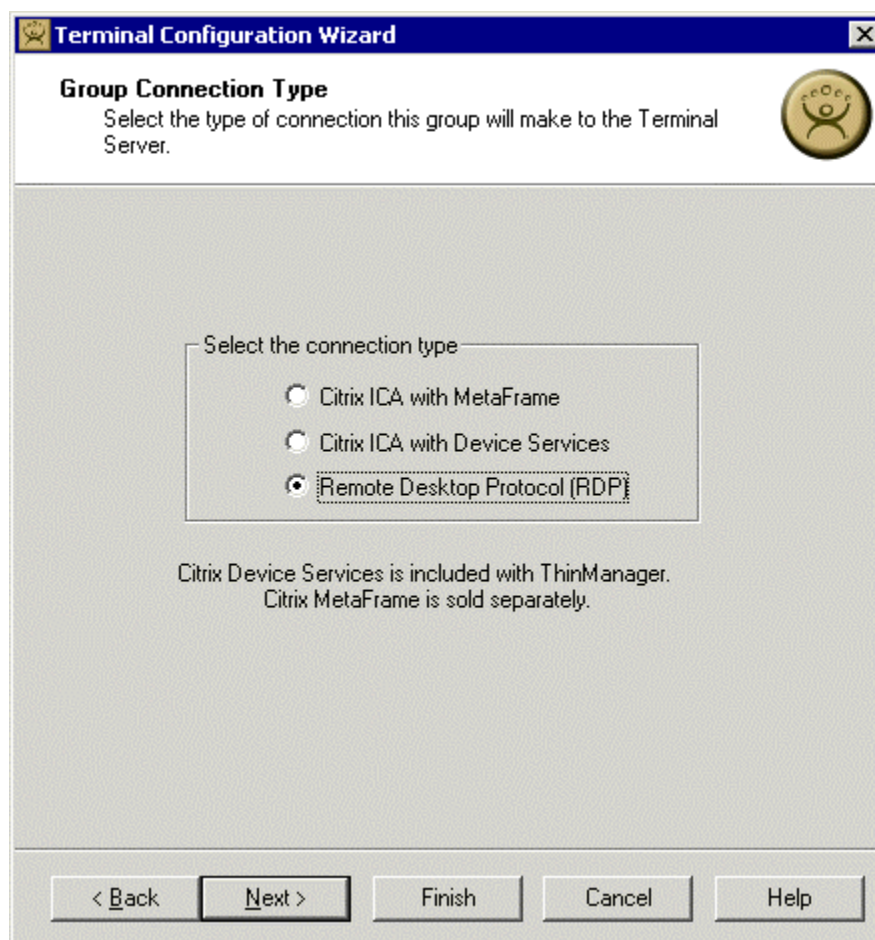 Terminal Configuration Wizard
Group Connection Type
Select the type of connection this group will make to the Terminal
Server.
Select the connection type
Citrix ICA with MetaFrame
Citrix ICA with Device Services
Remote Desktop Protocol (RDP)
Citrix Device Services is included with ThinManager.
Citrix MetaFrame is sold separately.
< Back Next > Finish Cancel Help